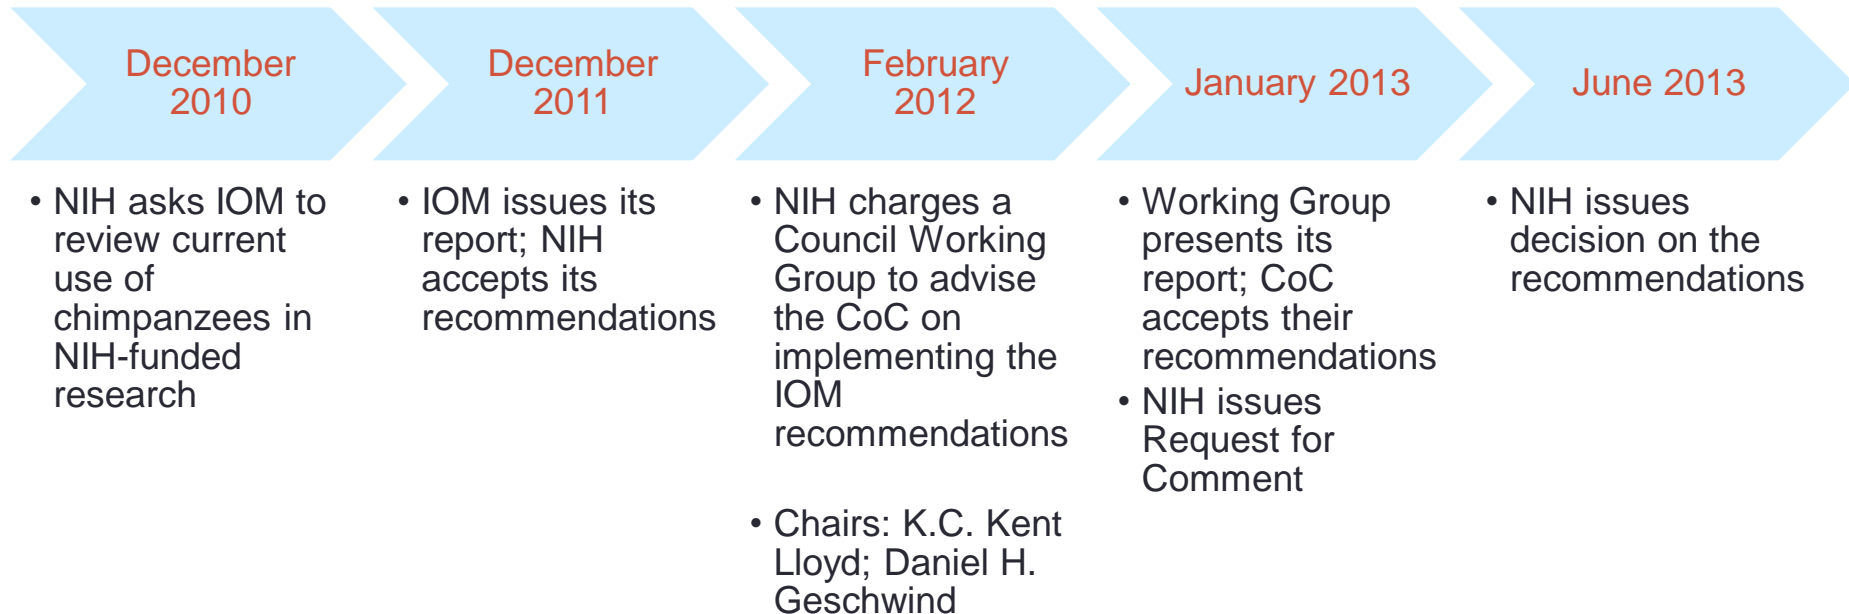 December
2010
• NIH asks IOM to
review current
use of
chimpanzees in
NIH-funded
research
December
2011
• IOM issues its
report; NIH
accepts its
recommendations
February
2012
• NIH charges a
Council Working
Group to advise
the CoC on
implementing the
IOM
recommendations
• Chairs: K.C. Kent
Lloyd; Daniel H.
Geschwind
January 2013
• Working Group
presents its
report; CoC
accepts their
recommendations
• NIH issues
Request for
Comment
June 2013
• NIH issues
decision on the
recommendations